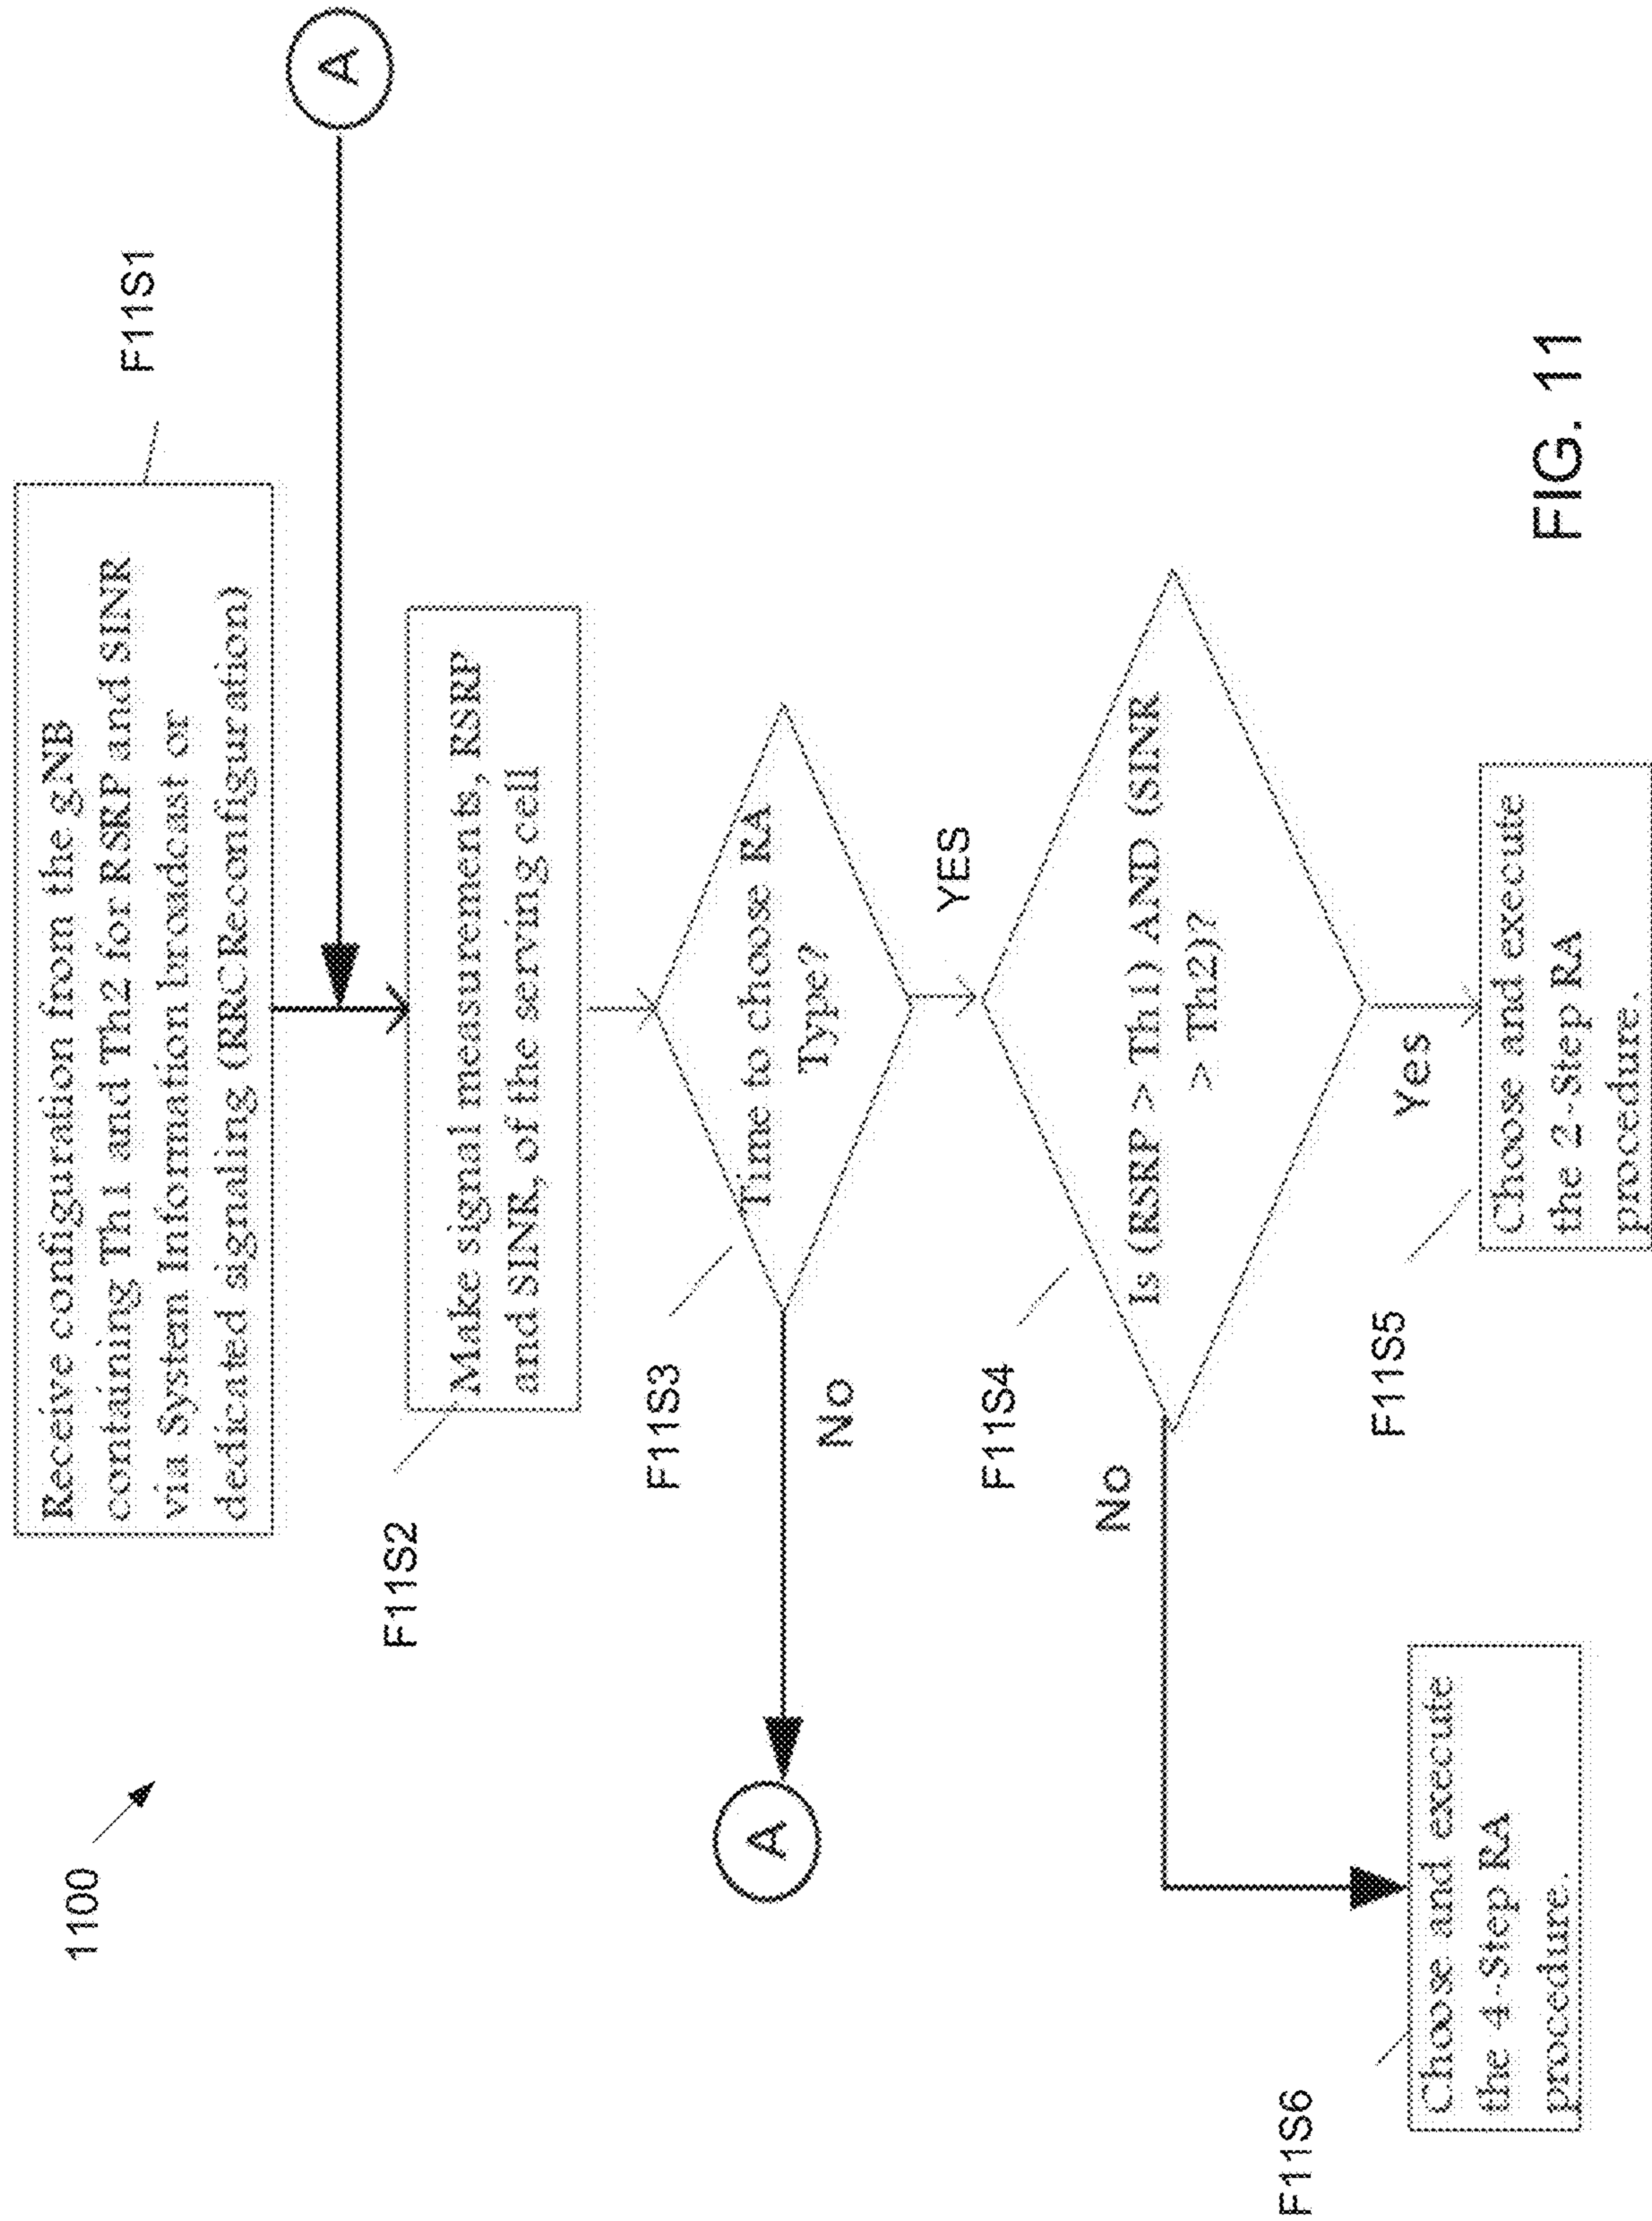 1100
Receive configuration from the gNB
containing Th1 and Th2 for RSRP and SINR
via System Information broadcast or
dedicated signaling (RRCReconfiguration)
F11S1
A
F11S2
Make signal measurements, RSRP
and SINR, of the serving cell
F11S3
Time to choose RA
Type?
No
A
YES
F11S4
Is (RSRP > Th1) AND (SINR
> Th2)?
No
Yes
F11S5
Choose and execute
the 2-Step RA
procedure.
F11S6
Choose and execute
the 4-Step RA
procedure.
FIG. 11